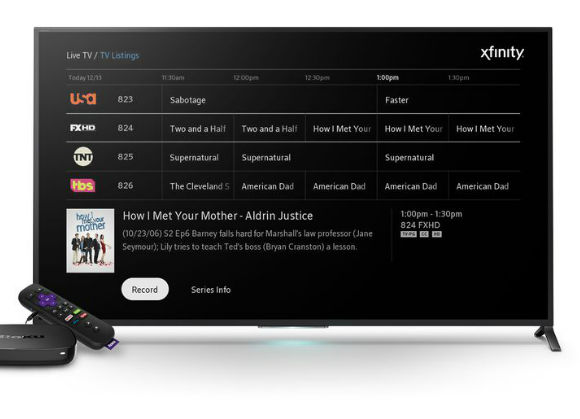 Live TV / TV Listings
xfinity
Today 12/13 11:30am 12:00pm 12:30pm 1:00pm 1:30pm
USA 823 Sabotage Faster
FXHD 824 Two and a Half Two and a Half How I Met Your How I Met Your How I Met Your
TNT 825 Supernatural Supernatural Supernatural
tbs 826 The Cleveland S American Dad American Dad American Dad American Dad
how i met your mother
How I Met Your Mother - Aldrin Justice
(10/23/06) S2 Ep6 Barney falls hard for Marshall's law professor (Jane
Seymour); Lily tries to teach Ted's boss (Bryan Cranston) a lesson.
1:00pm - 1:30pm
824 FXHD
TV-PG CC HD
Record Series Info